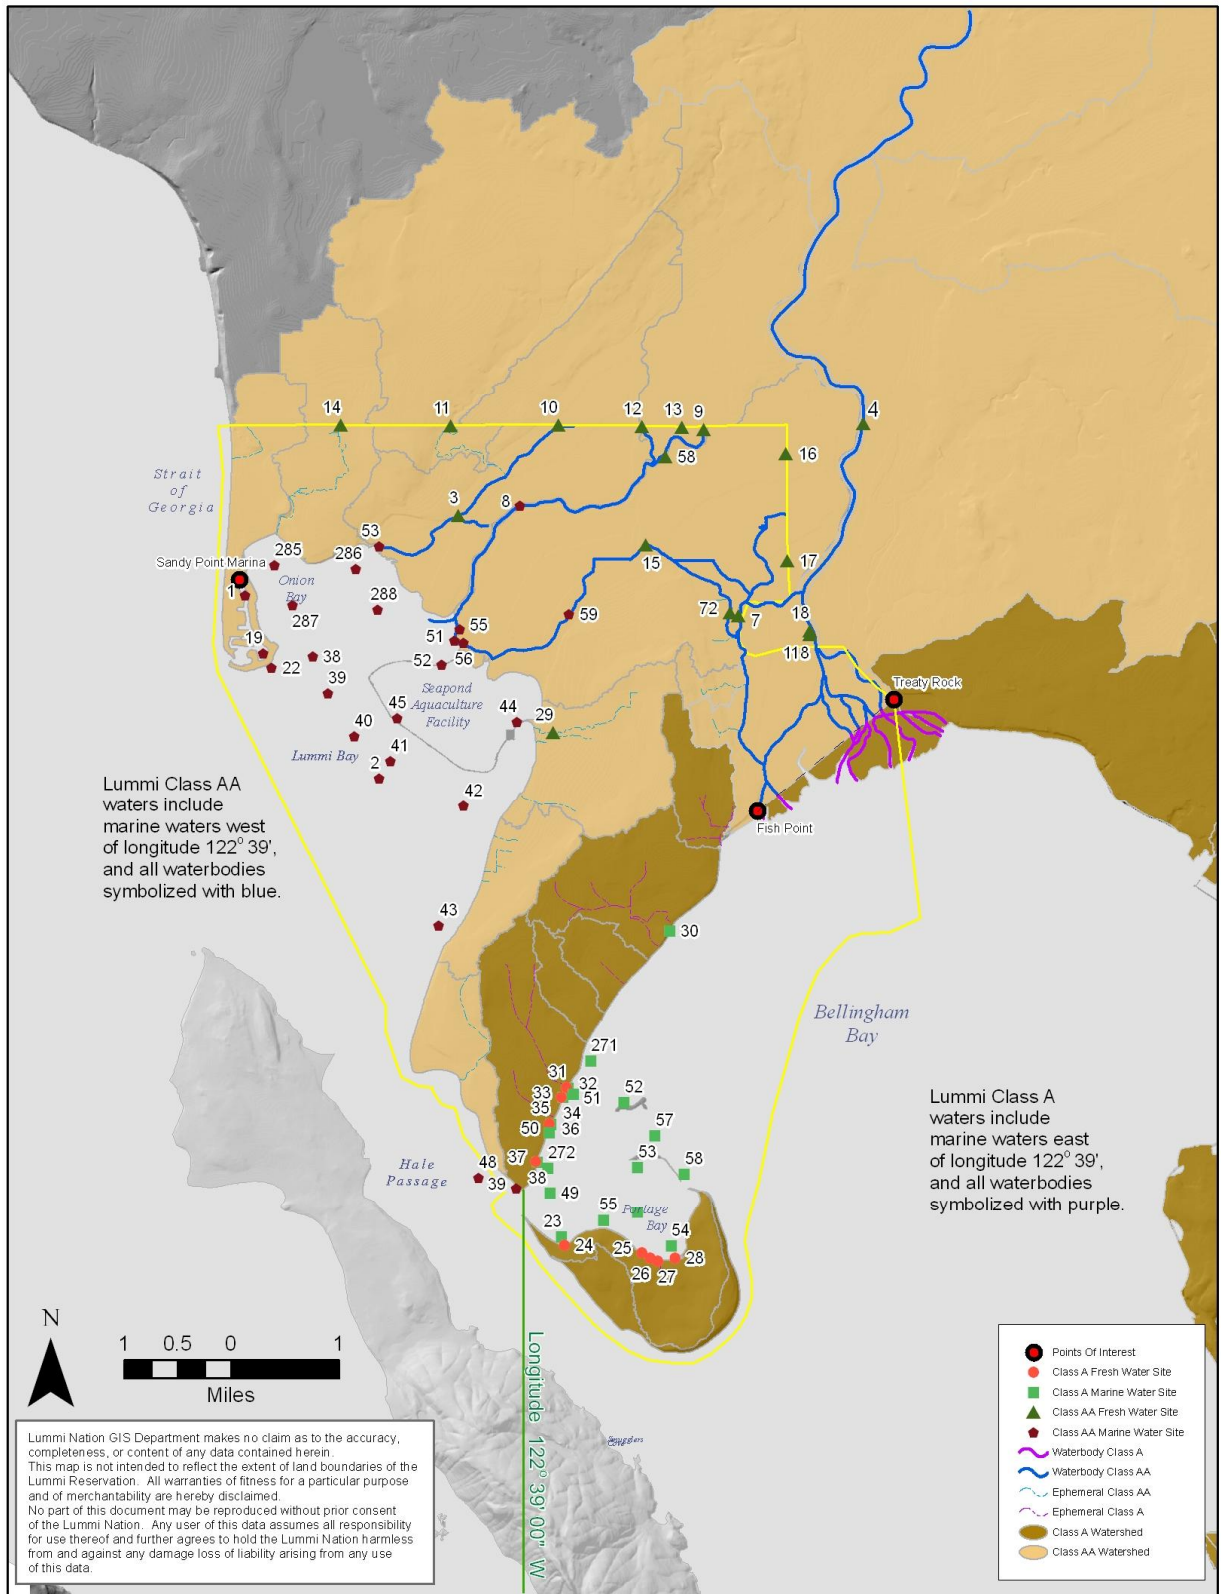 14
11
10
12
13
9
4
58
16
Strait
of
Georgia
3
8
53
285
286
15
17
Sandy Point Marina
1
Onion
Bay
288
287
59
72
7
18
118
19
22
38
39
51
55
52
56
Seapond
Aquaculture
Facility
45
44
29
Treaty Rock
40
41
Lummi Bay
2
42
Fish Point
Lummi Class AA
waters include
marine waters west
of longitude 122° 39',
and all waterbodies
symbolized with blue.
43
30
Bellingham
Bay
271
31
32
33
51
52
35
34
50
36
57
Lummi Class A
waters include
marine waters east
of longitude 122° 39',
and all waterbodies
symbolized with purple.
Hale
Passage
48
39
37
272
38
53
58
49
55
Portage
Bay
23
24
54
25
26
27
28
N
1 0.5 0 1
Miles
Longitude 122° 39' 00" W
Smugglers
Cove
Points Of Interest
Class A Fresh Water Site
Class A Marine Water Site
Class AA Fresh Water Site
Class AA Marine Water Site
Waterbody Class A
Waterbody Class AA
Ephemeral Class AA
Ephemeral Class A
Class A Watershed
Class AA Watershed
Lummi Nation GIS Department makes no claim as to the accuracy,
completeness, or content of any data contained herein.
This map is not intended to reflect the extent of land boundaries of the
Lummi Reservation. All warranties of fitness for a particular purpose
and of merchantability are hereby disclaimed.
No part of this document may be reproduced without prior consent
of the Lummi Nation. Any user of this data assumes all responsibility
for use thereof and further agrees to hold the Lummi Nation harmless
from and against any damage loss of liability arising from any use
of this data.